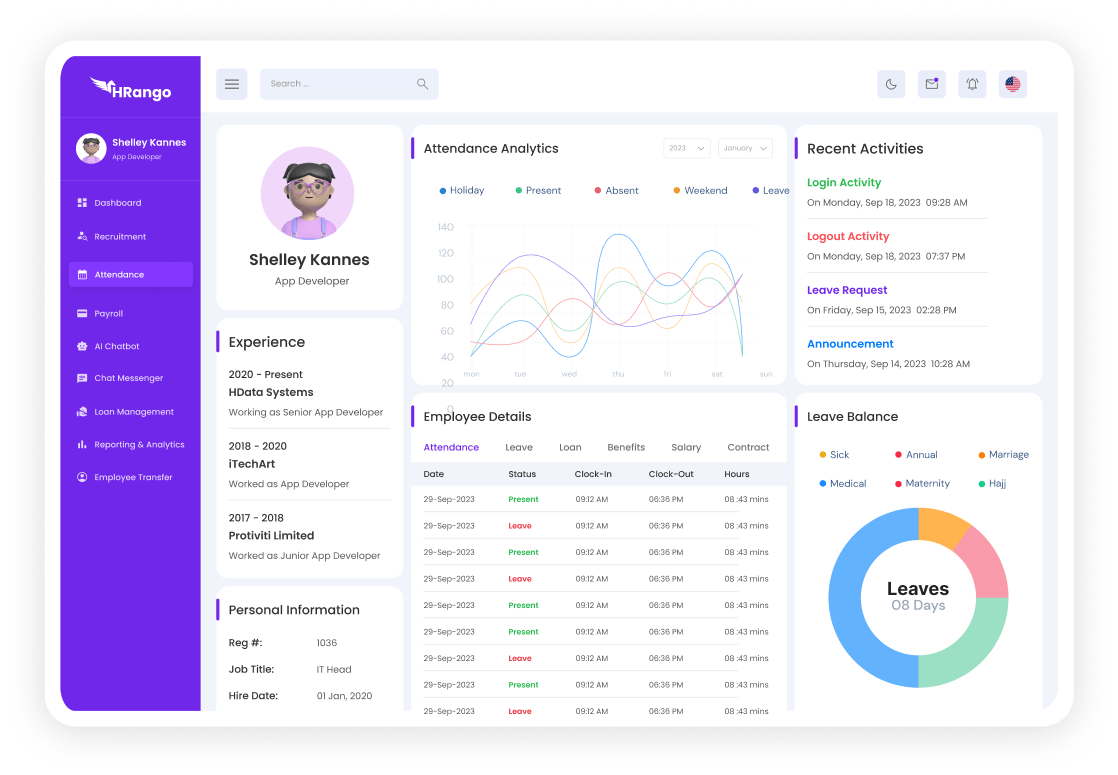 HRango
Shelley Kannes
App Developer
Dashboard
Recruitment
Attendance
Payroll
AI Chatbot
Chat Messenger
Loan Management
Reporting & Analytics
Employee Transfer
Search ...
Shelley Kannes
App Developer
Experience
2020 - Present
HData Systems
Working as Senior App Developer
2018 - 2020
iTechArt
Worked as App Developer
2017 - 2018
Protiviti Limited
Worked as Junior App Developer
Personal Information
Reg #: 1036
Job Title: IT Head
Hire Date: 01 Jan, 2020
Attendance Analytics 2023 January
Holiday Present Absent Weekend Leave
140
120
100
80
60
40
20
0
mon tue wed thu fri sat sun
Employee Details
Attendance Leave Loan Benefits Salary Contract
Date Status Clock-In Clock-Out Hours
29-Sep-2023 Present 09:12 AM 06:36 PM 08 :43 mins
29-Sep-2023 Leave 09:12 AM 06:36 PM 08 :43 mins
29-Sep-2023 Present 09:12 AM 06:36 PM 08 :43 mins
29-Sep-2023 Leave 09:12 AM 06:36 PM 08 :43 mins
29-Sep-2023 Present 09:12 AM 06:36 PM 08 :43 mins
29-Sep-2023 Present 09:12 AM 06:36 PM 08 :43 mins
29-Sep-2023 Leave 09:12 AM 06:36 PM 08 :43 mins
29-Sep-2023 Present 09:12 AM 06:36 PM 08 :43 mins
29-Sep-2023 Leave 09:12 AM 06:36 PM 08 :43 mins
Recent Activities
Login Activity
On Monday, Sep 18, 2023 09:28 AM
Logout Activity
On Monday, Sep 18, 2023 07:37 PM
Leave Request
On Friday, Sep 15, 2023 02:28 PM
Announcement
On Thursday, Sep 14, 2023 10:28 AM
Leave Balance
Sick Annual Marriage
Medical Maternity Hajj
Leaves
08 Days